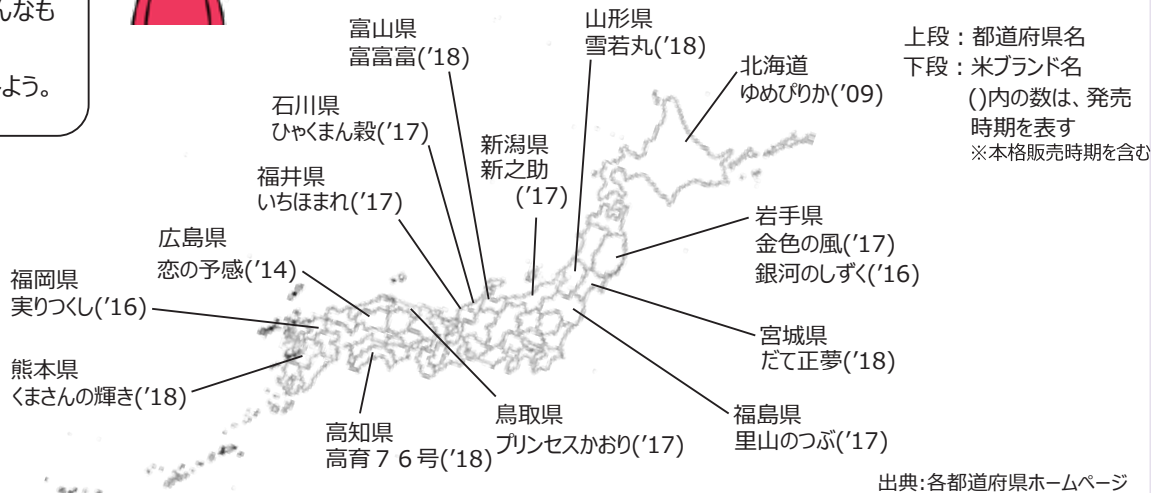 んなも
よう。
富山県
富富富('18)
山形県
雪若丸('18)
上段：都道府県名
下段：米ブランド名
()内の数は、発売
時期を表す
※本格販売時期を含む
北海道
ゆめぴりか('09)
石川県
ひゃくまん穀('17)
新潟県
新之助
('17)
福井県
いちほまれ('17)
岩手県
金色の風('17)
銀河のしずく('16)
広島県
恋の予感('14)
福岡県
実りつくし('16)
宮城県
だて正夢('18)
熊本県
くまさんの輝き('18)
鳥取県
プリンセスかおり('17)
福島県
里山のつぶ('17)
高知県
高育７６号('18)
出典:各都道府県ホームページ